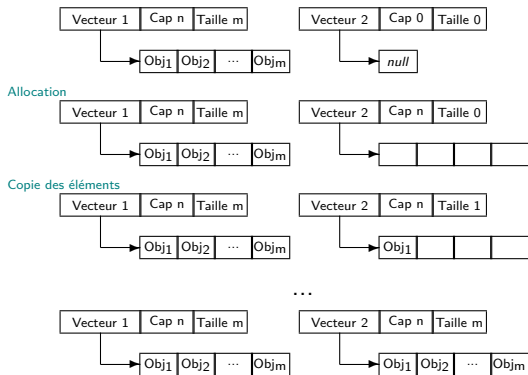 Vecteur 1 Cap n Taille m Vecteur 2 Cap 0 Taille 0
Obj1 Obj2 ... Objm null
Allocation
Vecteur 1 Cap n Taille m Vecteur 2 Cap n Taille 0
Obj1 Obj2 ... Objm
Copie des éléments
Vecteur 1 Cap n Taille m Vecteur 2 Cap n Taille 1
Obj1 Obj2 ... Objm Obj1
...
Vecteur 1 Cap n Taille m Vecteur 2 Cap n Taille m
Obj1 Obj2 ... Objm Obj1 Obj2 ... Objm